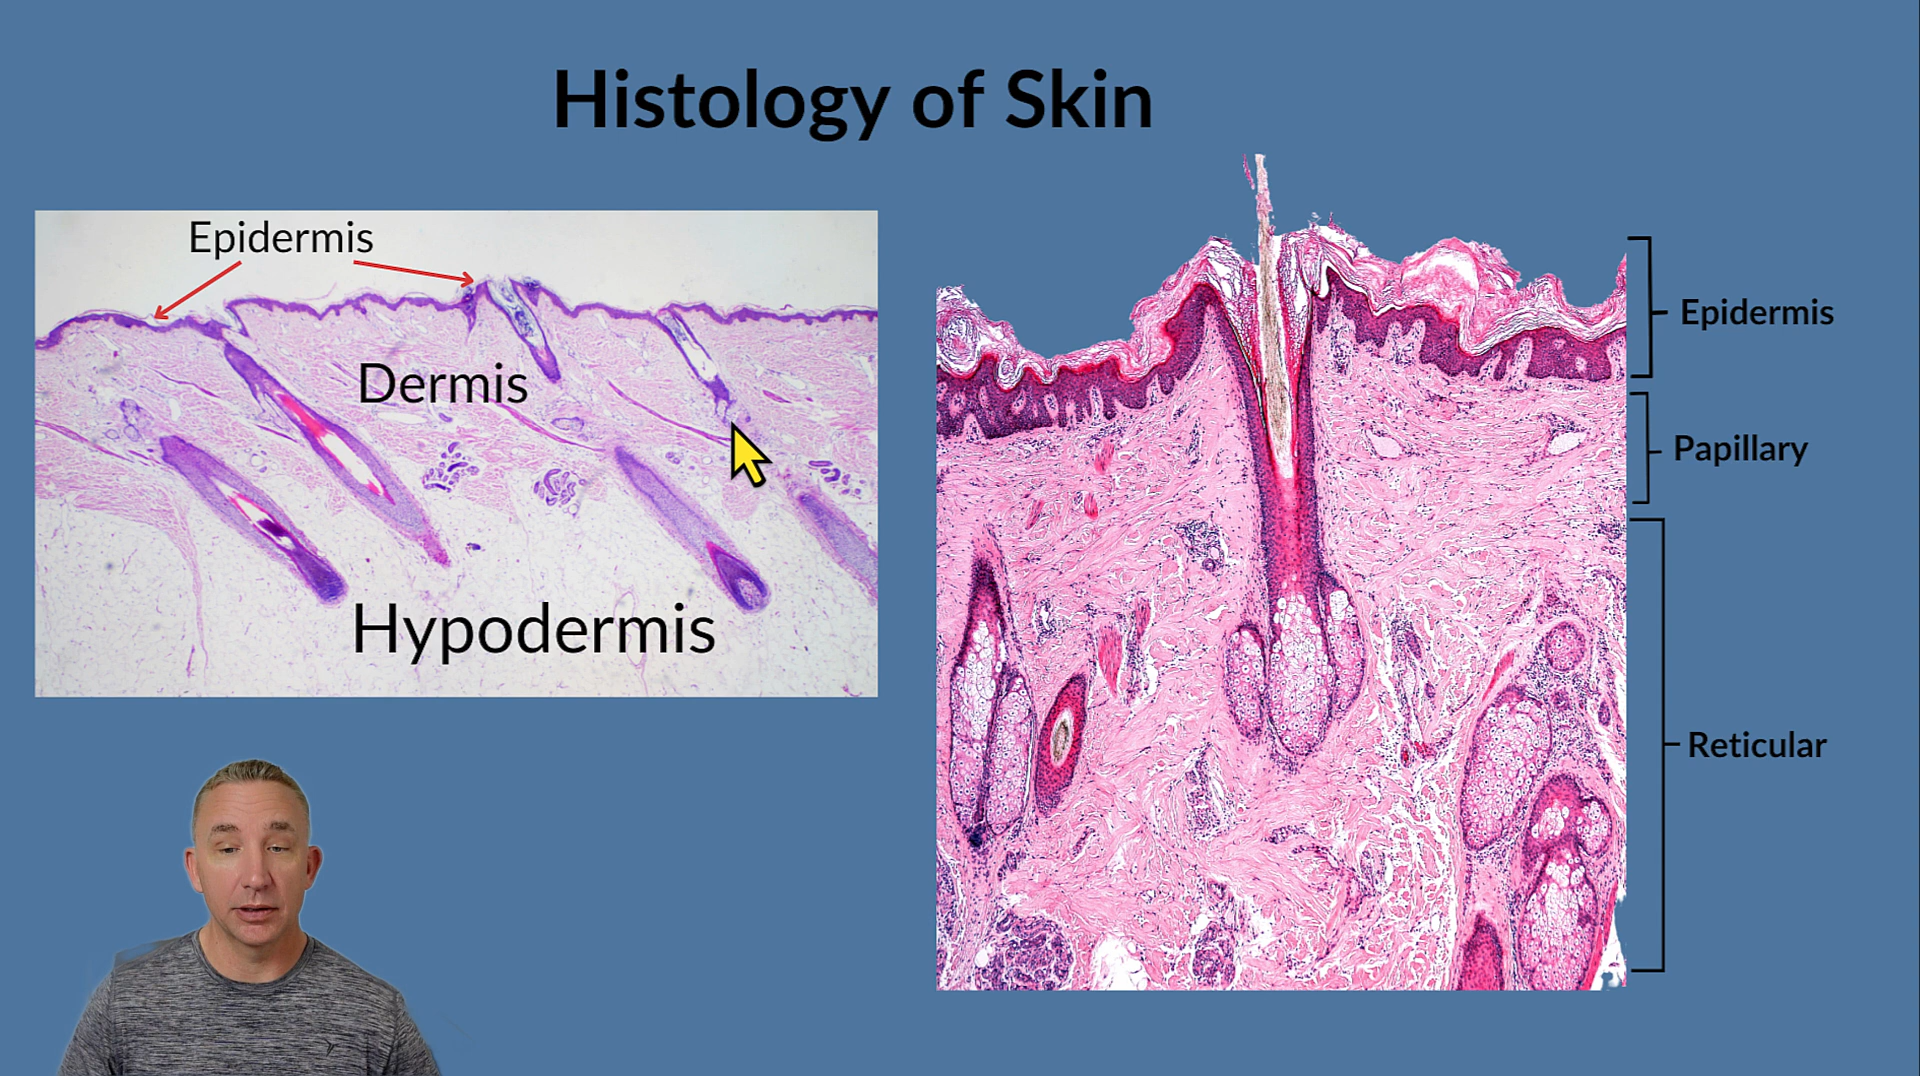 Histology of Skin
Epidermis
Dermis
Hypodermis
Epidermis
Papillary
Reticular